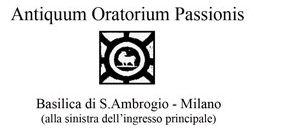 Antiquum Oratorium Passionis
Basilica di S.Ambrogio - Milano
(alla sinistra dell'ingresso principale)